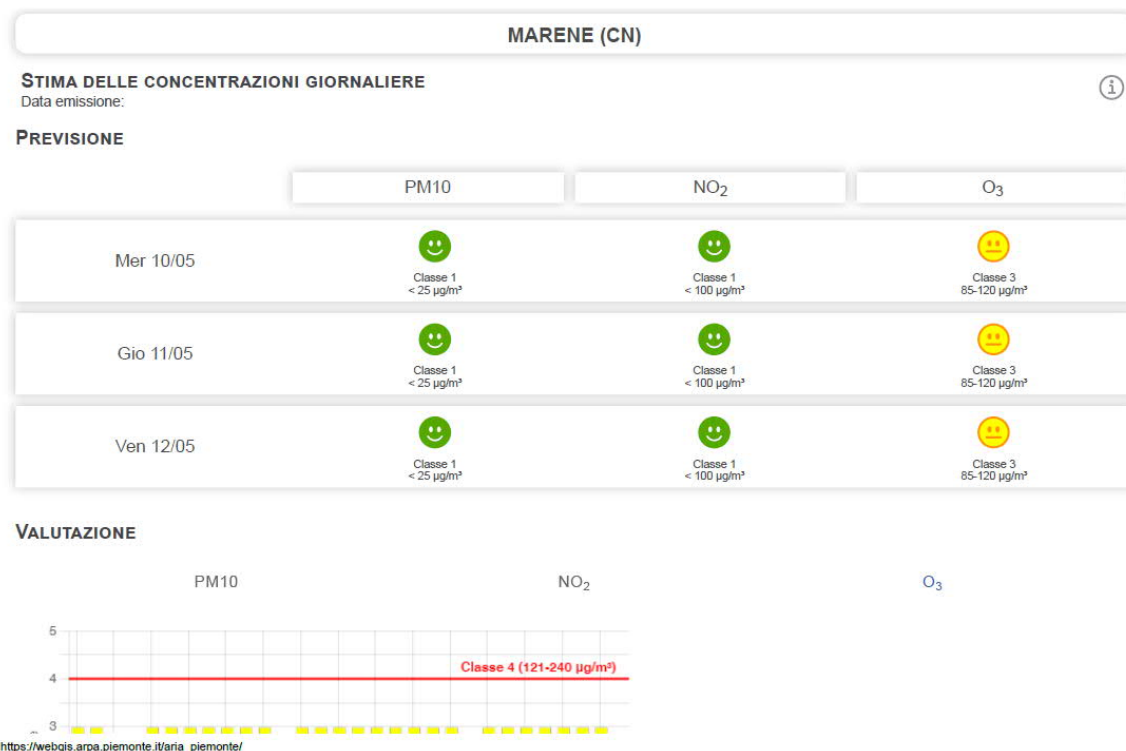 MARENE (CN)
STIMA DELLE CONCENTRAZIONI GIORNALIERE
Data emissione:
PREVISIONE
PM10 NO₂ O₃
Mer 10/05
Classe 1 Classe 1 Classe 3
< 25 µg/m³ < 100 µg/m³ 85-120 µg/m³
Gio 11/05
Classe 1 Classe 1 Classe 3
< 25 µg/m³ < 100 µg/m³ 85-120 µg/m³
Ven 12/05
Classe 1 Classe 1 Classe 3
< 25 µg/m³ < 100 µg/m³ 85-120 µg/m³
VALUTAZIONE
PM10 NO₂ O₃
5
Classe 4 (121-240 µg/m³)
4
3
https://webgis.arpa.piemonte.it/aria_piemonte/